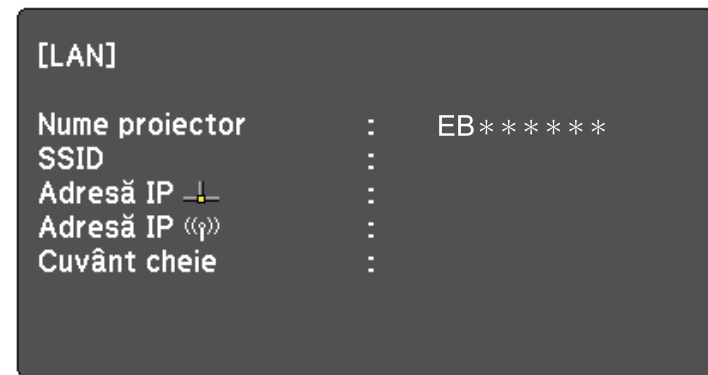 [LAN]
Nume proiector : EB******
SSID :
Adresă IP :
Adresă IP :
Cuvânt cheie :